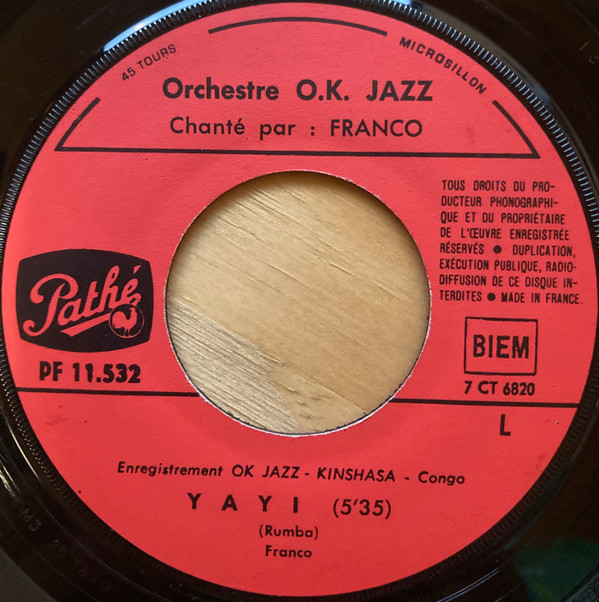 45 TOURS
MICROSILLON
Orchestre O.K. JAZZ
Chanté par : FRANCO
TOUS DROITS DU PRO-
DUCTEUR PHONOGRAPHI-
QUE ET DU PROPRIÉTAIRE
DE L'ŒUVRE ENREGISTRÉE
RÉSERVÉS ● DUPLICATION,
EXÉCUTION PUBLIQUE, RADIO-
DIFFUSION DE CE DISQUE IN-
TERDITES ● MADE IN FRANCE.
Pathé
PF 11.532
BIEM
7 CT 6820
L
Enregistrement OK JAZZ - KINSHASA - Congo
YAYI (5'35)
(Rumba)
Franco